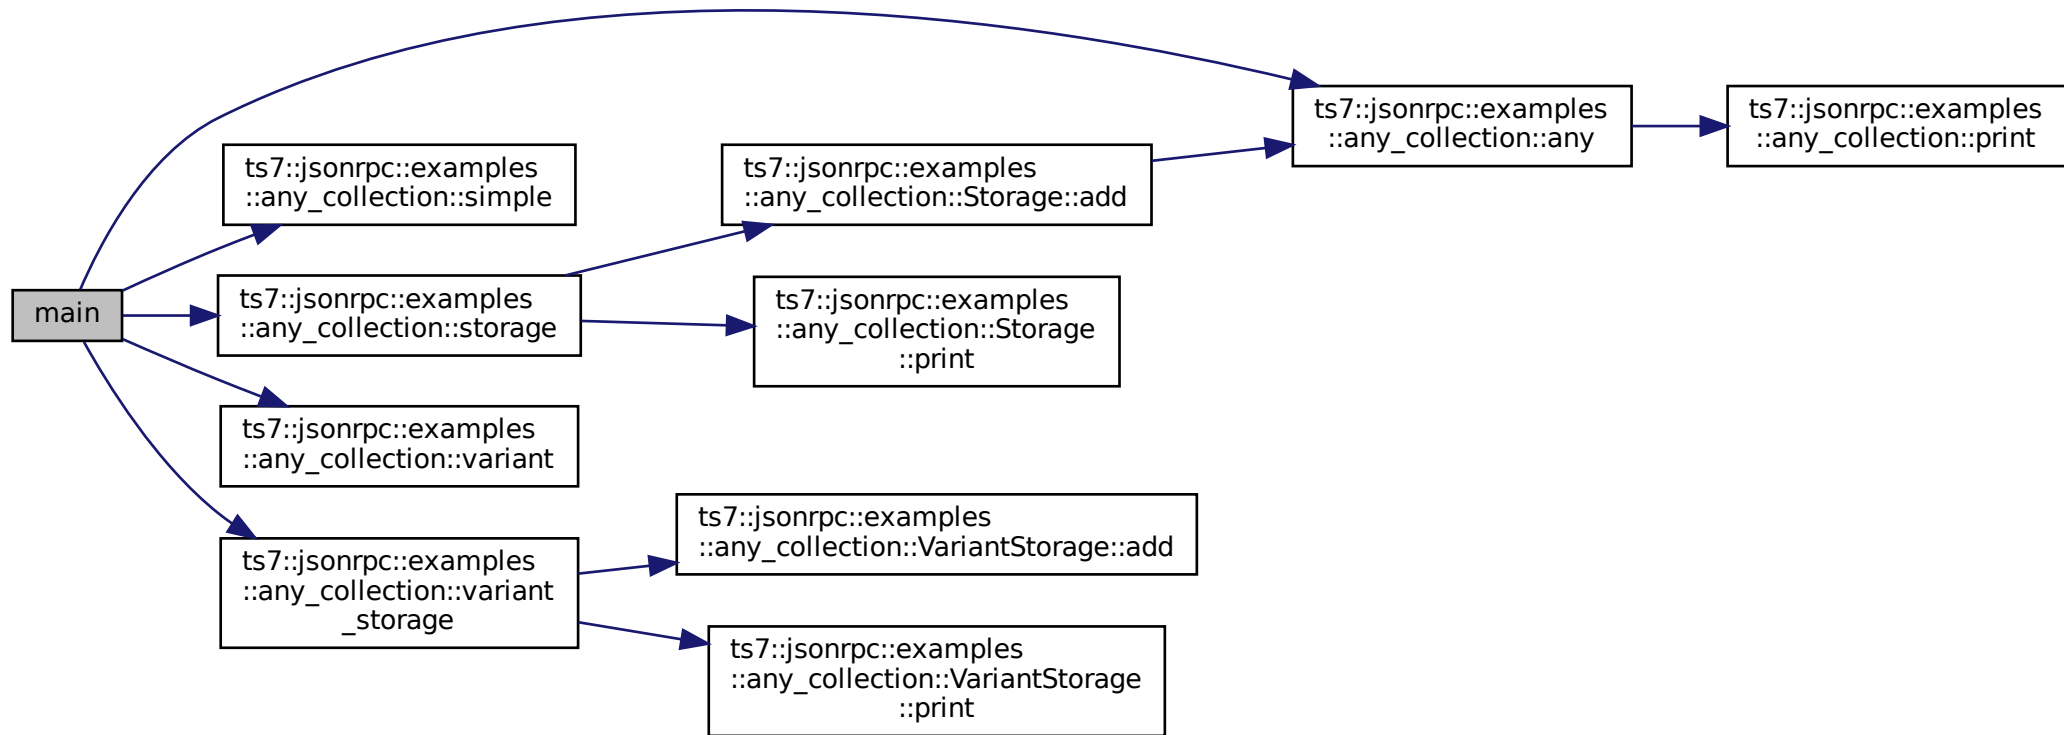 main
ts7::jsonrpc::examples
::any_collection::simple
ts7::jsonrpc::examples
::any_collection::storage
ts7::jsonrpc::examples
::any_collection::variant
ts7::jsonrpc::examples
::any_collection::variant
_storage
ts7::jsonrpc::examples
::any_collection::Storage::add
ts7::jsonrpc::examples
::any_collection::Storage
::print
ts7::jsonrpc::examples
::any_collection::VariantStorage::add
ts7::jsonrpc::examples
::any_collection::VariantStorage
::print
ts7::jsonrpc::examples
::any_collection::any
ts7::jsonrpc::examples
::any_collection::print